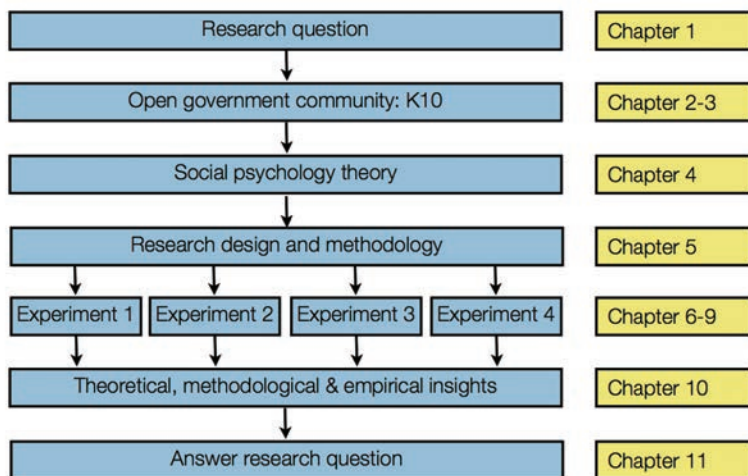 Research question
Chapter 1
Open government community: K10
Chapter 2-3
Social psychology theory
Chapter 4
Research design and methodology
Chapter 5
Experiment 1
Experiment 2
Experiment 3
Experiment 4
Chapter 6-9
Theoretical, methodological & empirical insights
Chapter 10
Answer research question
Chapter 11